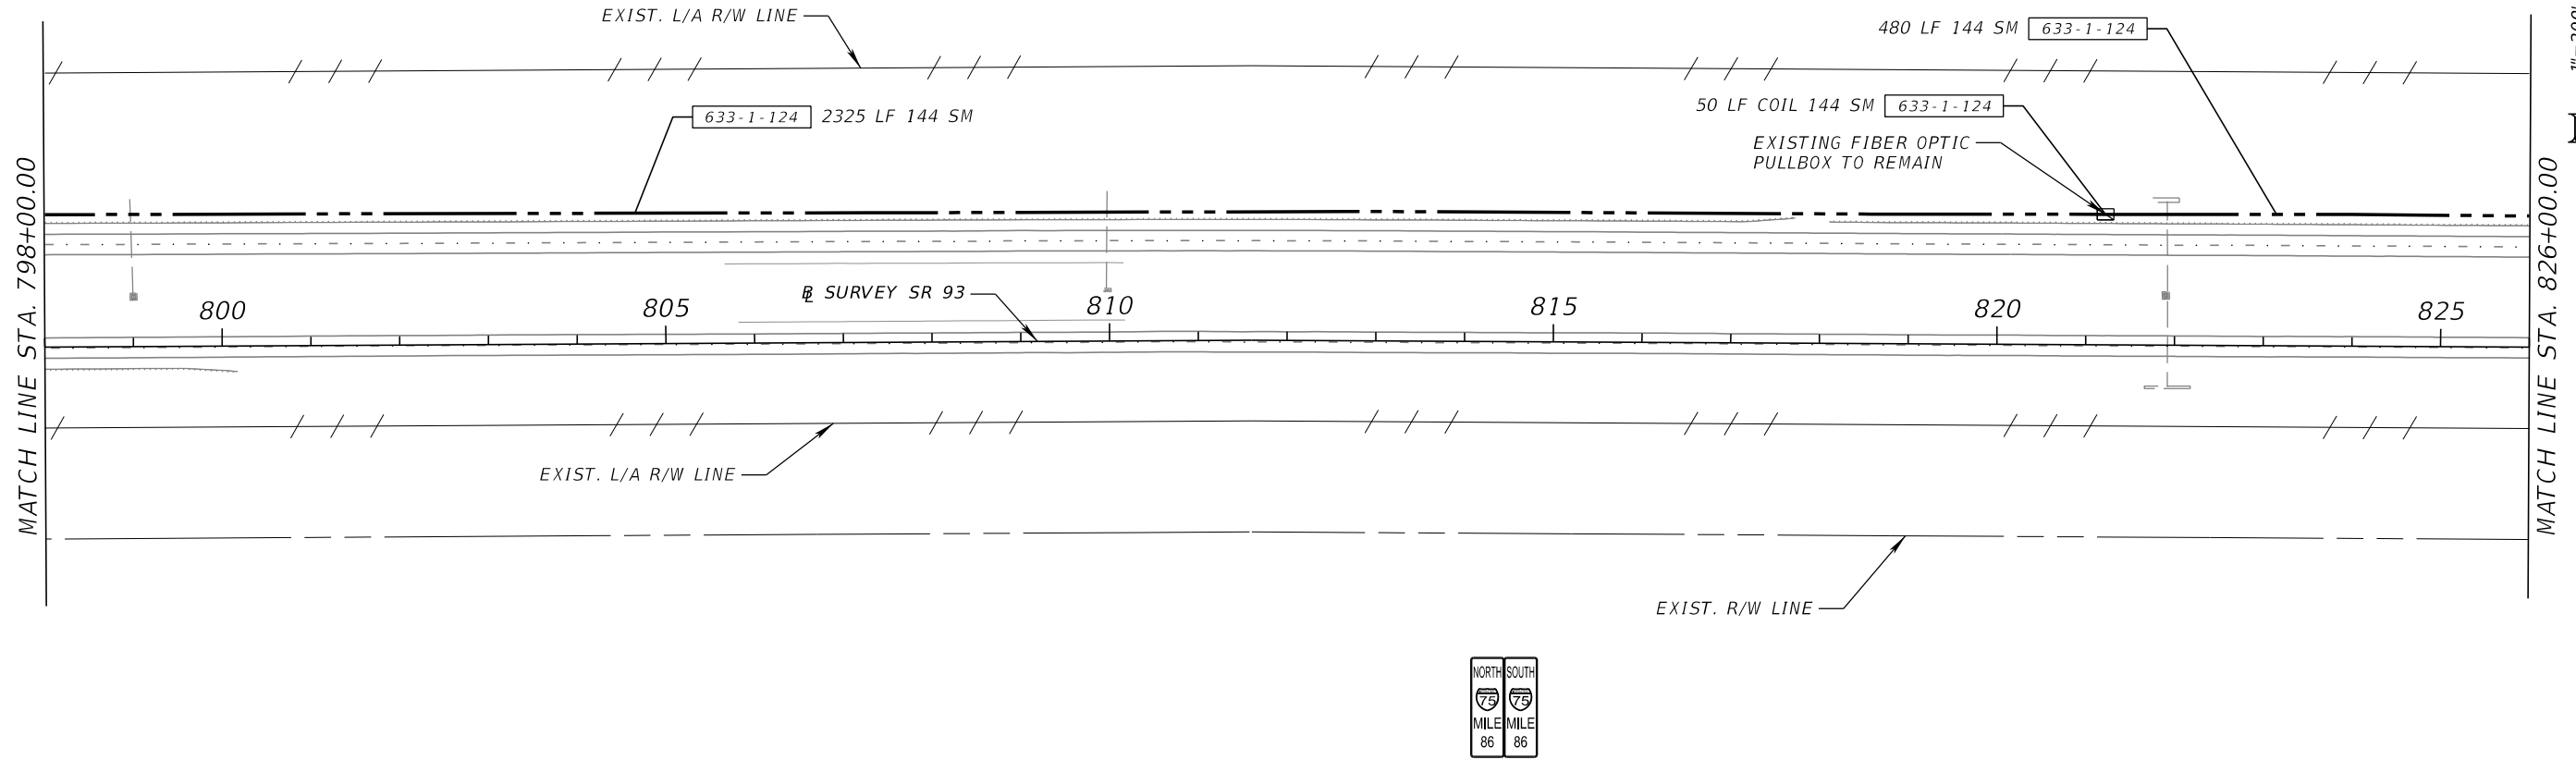 EXIST. L/A R/W LINE
480 LF 144 SM 633-1-124
633-1-124 2325 LF 144 SM
50 LF COIL 144 SM 633-1-124
EXISTING FIBER OPTIC
PULLBOX TO REMAIN
MATCH LINE STA. 798+00.00
MATCH LINE STA. 826+00.00
BL SURVEY SR 93
800
805
810
815
820
825
EXIST. L/A R/W LINE
EXIST. R/W LINE
NORTH
75
MILE
86
SOUTH
75
MILE
86